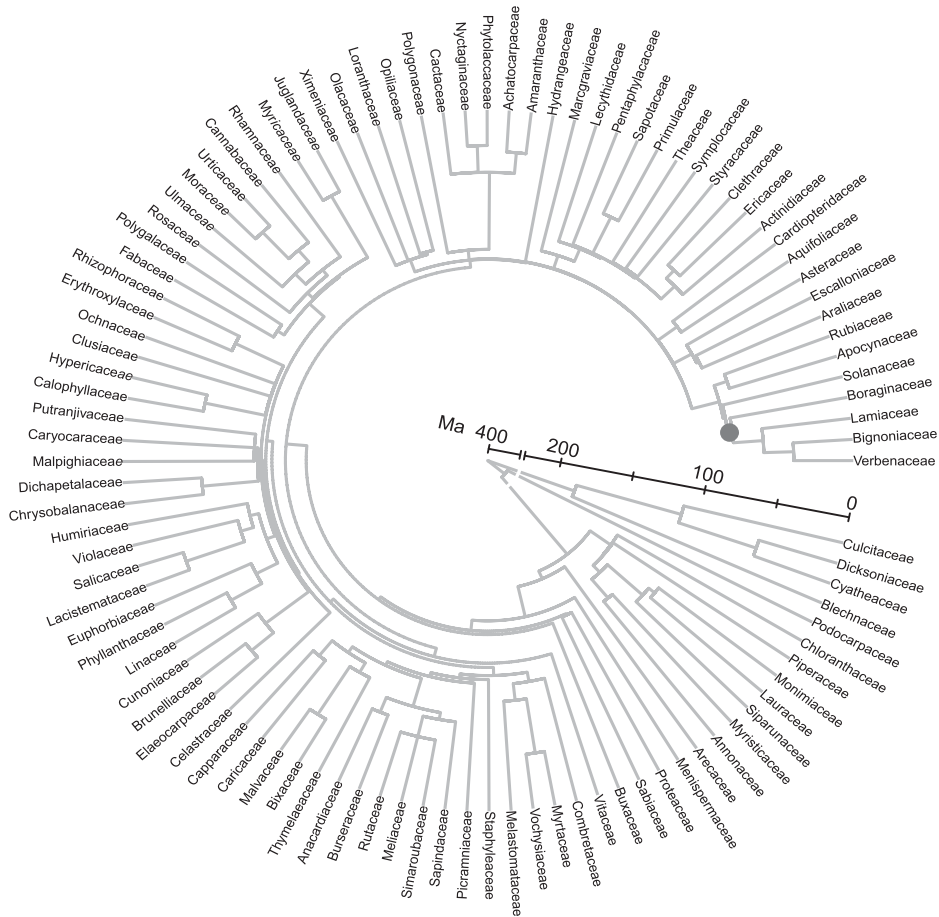 Ma 400 200 100 0
Phytolaccaceae
Achatocarpaceae
Amaranthaceae
Hydrangeaceae
Marcgraviaceae
Lecythidaceae
Pentaphylacaceae
Sapotaceae
Primulaceae
Theaceae
Symplocaceae
Styracaceae
Clethraceae
Ericaceae
Actinidiaceae
Cardiopteridaceae
Aquifoliaceae
Asteraceae
Escalloniaceae
Araliaceae
Rubiaceae
Apocynaceae
Solanaceae
Boraginaceae
Lamiaceae
Bignoniaceae
Verbenaceae
Culcitaceae
Dicksoniaceae
Cyatheaceae
Blechnaceae
Podocarpaceae
Chloranthaceae
Piperaceae
Monimiaceae
Lauraceae
Siparunaceae
Myristicaceae
Annonaceae
Arecaceae
Menispermaceae
Proteaceae
Sabiaceae
Buxaceae
Vitaceae
Combretaceae
Myrtaceae
Vochysiaceae
Melastomataceae
Staphyleaceae
Picramniaceae
Sapindaceae
Simaroubaceae
Meliaceae
Rutaceae
Burseraceae
Anacardiaceae
Thymelaeaceae
Bixaceae
Malvaceae
Caricaceae
Capparaceae
Celastraceae
Elaeocarpaceae
Brunelliaceae
Cunoniaceae
Linaceae
Phyllanthaceae
Euphorbiaceae
Lacistemataceae
Salicaceae
Violaceae
Humiriaceae
Chrysobalanaceae
Dichapetalaceae
Malpighiaceae
Caryocaraceae
Putranjivaceae
Calophyllaceae
Hypericaceae
Clusiaceae
Ochnaceae
Erythroxylaceae
Rhizophoraceae
Fabaceae
Polygalaceae
Rosaceae
Ulmaceae
Moraceae
Urticaceae
Cannabaceae
Rhamnaceae
Myricaceae
Juglandaceae
Ximeniaceae
Olacaceae
Loranthaceae
Opiliaceae
Polygonaceae
Cactaceae
Nyctaginaceae